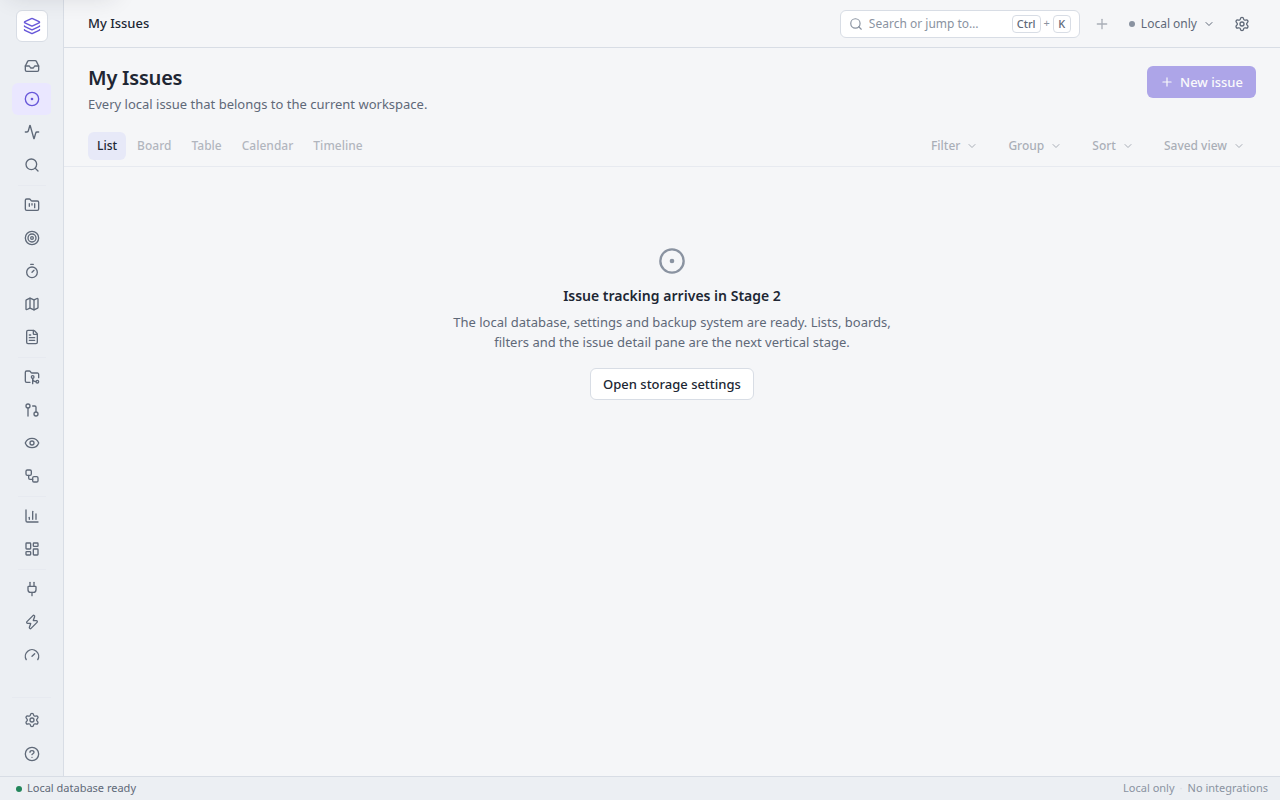 My Issues
Search or jump to...
Ctrl + K
Local only
My Issues
New issue
Every local issue that belongs to the current workspace.
List
Board
Table
Calendar
Timeline
Filter
Group
Sort
Saved view
Issue tracking arrives in Stage 2
The local database, settings and backup system are ready. Lists, boards,
filters and the issue detail pane are the next vertical stage.
Open storage settings
Local database ready
Local only · No integrations